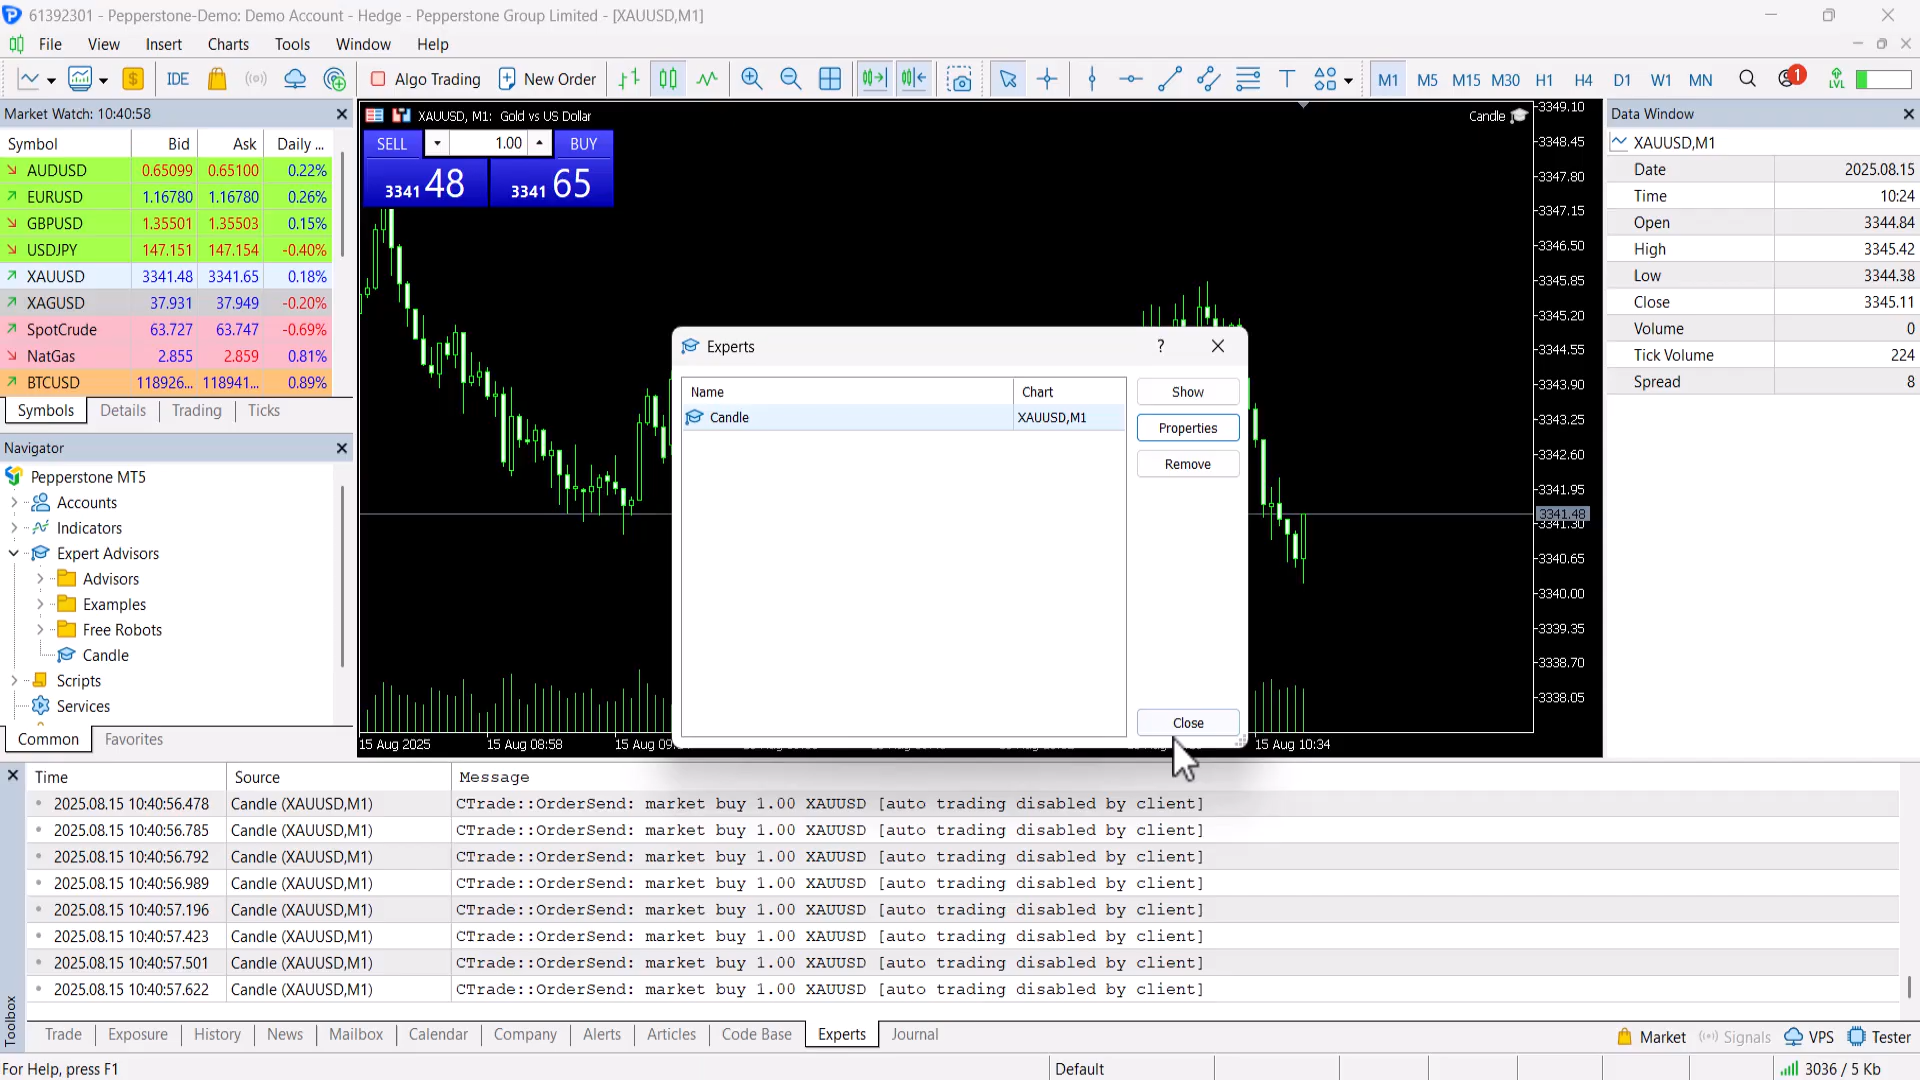 61392301 - Pepperstone-Demo: Demo Account - Hedge - Pepperstone Group Limited - [XAUUSD,M1]
File View Insert Charts Tools Window Help
IDE Algo Trading New Order M1 M5 M15 M30 H1 H4 D1 W1 MN 1 LVL
Market Watch: 10:40:58
Symbol Bid Ask Daily ...
AUDUSD 0.65099 0.65100 0.22%
EURUSD 1.16780 1.16780 0.26%
GBPUSD 1.35501 1.35503 0.15%
USDJPY 147.151 147.154 -0.40%
XAUUSD 3341.48 3341.65 0.18%
XAGUSD 37.931 37.949 -0.20%
SpotCrude 63.727 63.747 -0.69%
NatGas 2.855 2.859 0.81%
BTCUSD 118926... 118941... 0.89%
Symbols Details Trading Ticks
Navigator
Pepperstone MT5
Accounts
Indicators
Expert Advisors
Advisors
Examples
Free Robots
Candle
Scripts
Services
Common Favorites
XAUUSD, M1: Gold vs US Dollar
Candle
SELL 1.00 BUY
3341 48 3341 65
3349.10
3348.45
3347.80
3347.15
3346.50
3345.85
3345.20
3344.55
3343.90
3343.25
3342.60
3341.95
3341.48
3341.30
3340.65
3340.00
3339.35
3338.70
3338.05
15 Aug 2025 15 Aug 08:58 15 Aug 09: 15 Aug 10:34
Experts
?
Name Chart
Candle XAUUSD,M1
Show
Properties
Remove
Close
Data Window
XAUUSD,M1
Date 2025.08.15
Time 10:24
Open 3344.84
High 3345.42
Low 3344.38
Close 3345.11
Volume 0
Tick Volume 224
Spread 8
Time Source Message
2025.08.15 10:40:56.478 Candle (XAUUSD,M1) CTrade::OrderSend: market buy 1.00 XAUUSD [auto trading disabled by client]
2025.08.15 10:40:56.785 Candle (XAUUSD,M1) CTrade::OrderSend: market buy 1.00 XAUUSD [auto trading disabled by client]
2025.08.15 10:40:56.792 Candle (XAUUSD,M1) CTrade::OrderSend: market buy 1.00 XAUUSD [auto trading disabled by client]
2025.08.15 10:40:56.989 Candle (XAUUSD,M1) CTrade::OrderSend: market buy 1.00 XAUUSD [auto trading disabled by client]
2025.08.15 10:40:57.196 Candle (XAUUSD,M1) CTrade::OrderSend: market buy 1.00 XAUUSD [auto trading disabled by client]
2025.08.15 10:40:57.423 Candle (XAUUSD,M1) CTrade::OrderSend: market buy 1.00 XAUUSD [auto trading disabled by client]
2025.08.15 10:40:57.501 Candle (XAUUSD,M1) CTrade::OrderSend: market buy 1.00 XAUUSD [auto trading disabled by client]
2025.08.15 10:40:57.622 Candle (XAUUSD,M1) CTrade::OrderSend: market buy 1.00 XAUUSD [auto trading disabled by client]
Toolbox
Trade Exposure History News Mailbox Calendar Company Alerts Articles Code Base Experts Journal
Market Signals VPS Tester
For Help, press F1 Default 3036 / 5 Kb